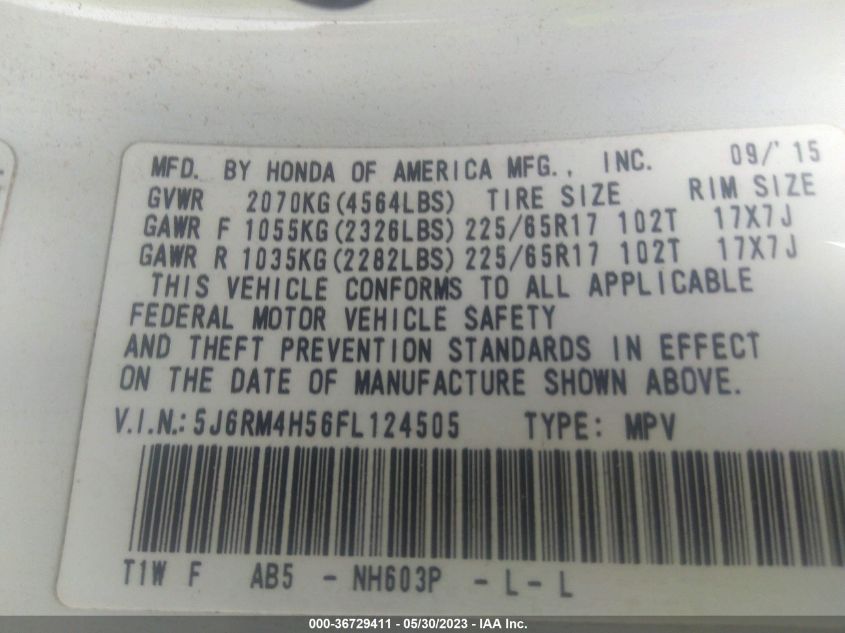 MFD. BY HONDA OF AMERICA MFG., INC. 09/'15
GVWR 2070KG(4564LBS) TIRE SIZE RIM SIZE
GAWR F 1055KG(2326LBS) 225/65R17 102T 17X7J
GAWR R 1035KG(2282LBS) 225/65R17 102T 17X7J
THIS VEHICLE CONFORMS TO ALL APPLICABLE
FEDERAL MOTOR VEHICLE SAFETY
AND THEFT PREVENTION STANDARDS IN EFFECT
ON THE DATE OF MANUFACTURE SHOWN ABOVE.
V.I.N.: 5J6RM4H56FL124505 TYPE: MPV
T1W F AB5 - NH603P - L - L
000-36729411 - 05/30/2023 - IAA Inc.